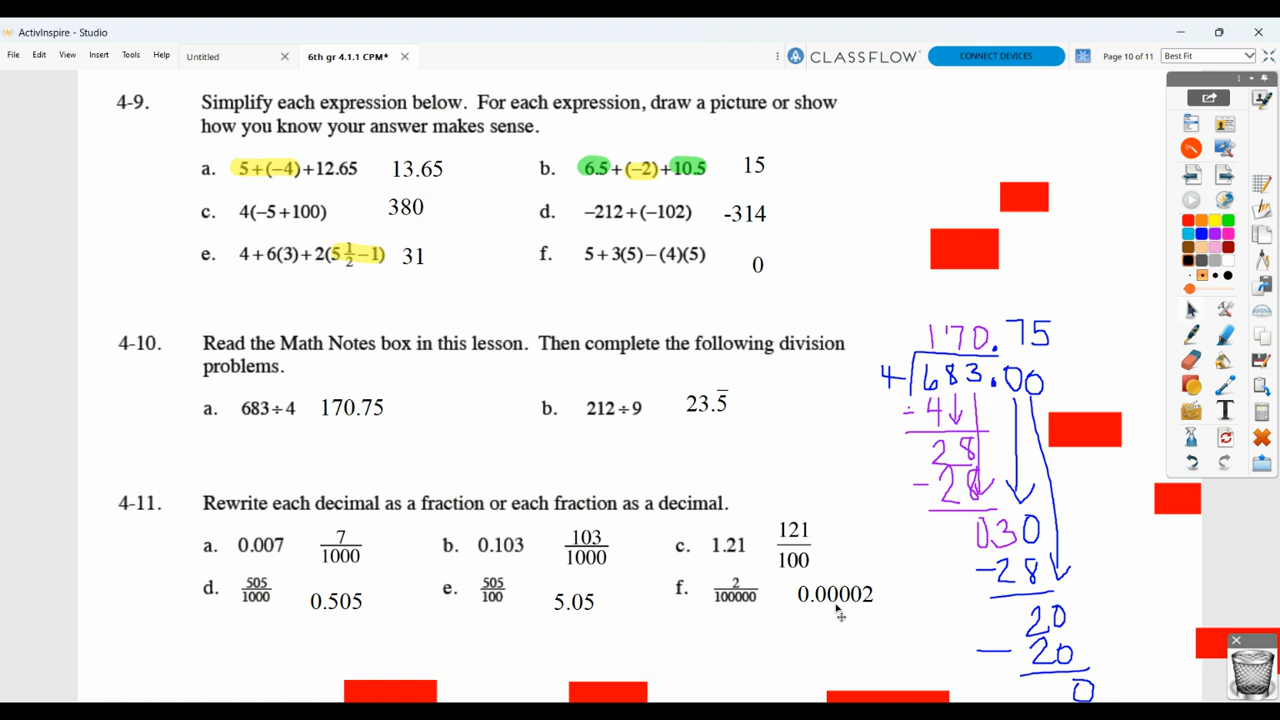 ActivInspire - Studio
File Edit View Insert Tools Help Untitled 6th gr 4.1.1 CPM* CLASSFLOW CONNECT DEVICES Page 10 of 11 Best Fit
4-9. Simplify each expression below. For each expression, draw a picture or show
how you know your answer makes sense.
a. 5+(−4)+12.65 13.65 b. 6.5+(−2)+10.5 15
c. 4(−5+100) 380 d. −212+(−102) -314
e. 4+6(3)+2(5 1/2 −1) 31 f. 5+3(5)−(4)(5) 0
4-10. Read the Math Notes box in this lesson. Then complete the following division
problems.
a. 683÷4 170.75 b. 212÷9 23.5̅
4-11. Rewrite each decimal as a fraction or each fraction as a decimal.
a. 0.007 7/1000 b. 0.103 103/1000 c. 1.21 121/100
d. 505/1000 0.505 e. 505/100 5.05 f. 2/100000 0.00002
170.75
4 683.00
- 4
28
- 28
030
-28
20
- 20
0
T